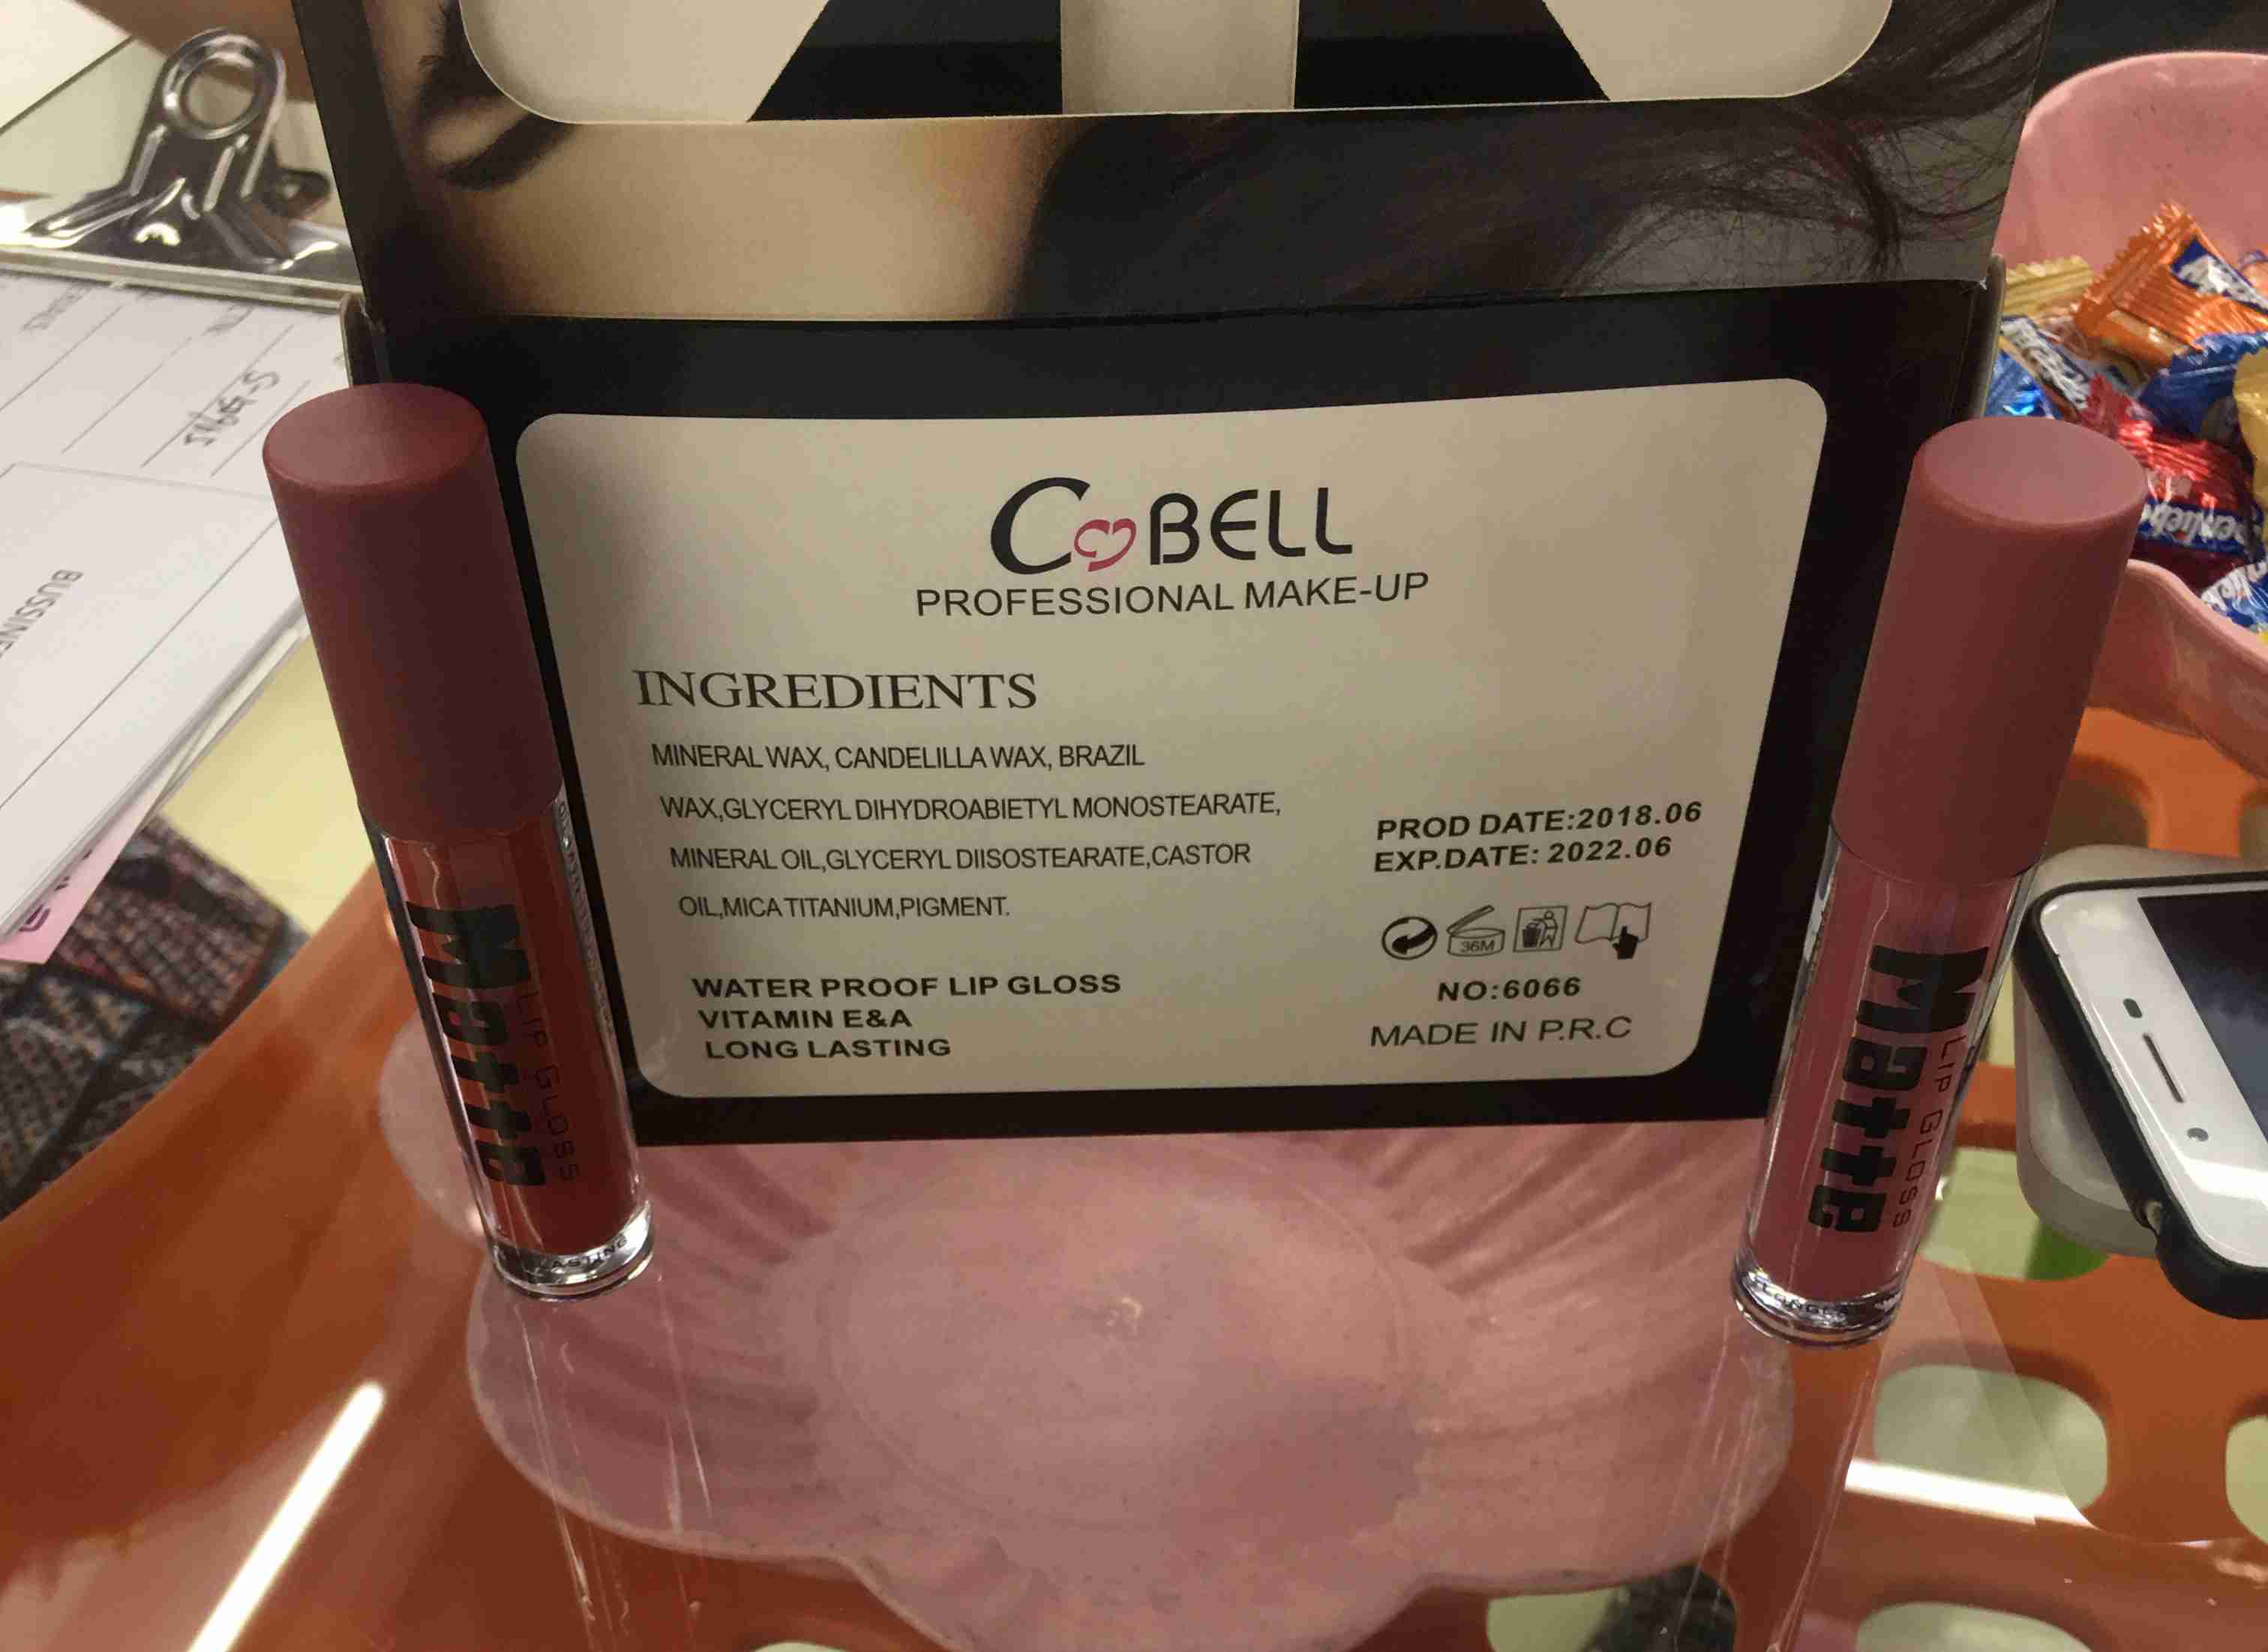 CoBELL
PROFESSIONAL MAKE-UP
INGREDIENTS
MINERAL WAX, CANDELILLA WAX, BRAZIL
WAX,GLYCERYL DIHYDROABIETYL MONOSTEARATE,
MINERAL OIL,GLYCERYL DIISOSTEARATE,CASTOR
OIL,MICA TITANIUM,PIGMENT.
WATER PROOF LIP GLOSS
VITAMIN E&A
LONG LASTING
PROD DATE:2018.06
EXP.DATE: 2022.06
36M
NO:6066
MADE IN P.R.C
Matte
LIP GLOSS
Matte
LIP GLOSS